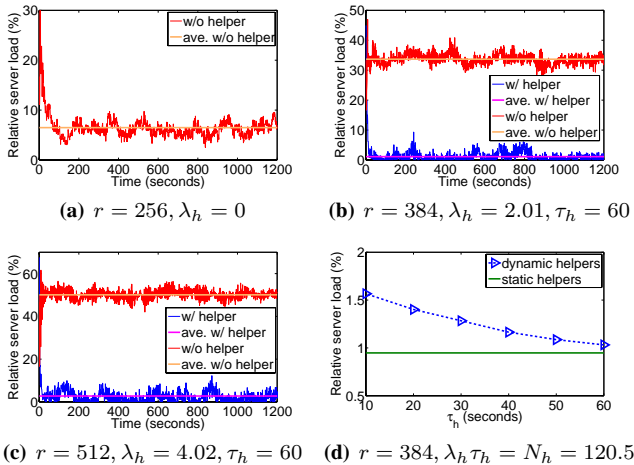 30
20
10
0
Relative server load (%)
w/o helper
ave. w/o helper
0 200 400 600 800 1000 1200
Time (seconds)
(a) r = 256, λh = 0
50
40
30
20
10
0
Relative server load (%)
w/ helper
ave. w/ helper
w/o helper
ave. w/o helper
0 200 400 600 800 1000 1200
Time (seconds)
(b) r = 384, λh = 2.01, τh = 60
60
40
20
0
Relative server load (%)
w/ helper
ave. w/ helper
w/o helper
ave. w/o helper
0 200 400 600 800 1000 1200
Time (seconds)
(c) r = 512, λh = 4.02, τh = 60
2
1.5
1
0.5
Relative server load (%)
dynamic helpers
static helpers
10 20 30 40 50 60
τh (seconds)
(d) r = 384, λhτh = Nh = 120.5